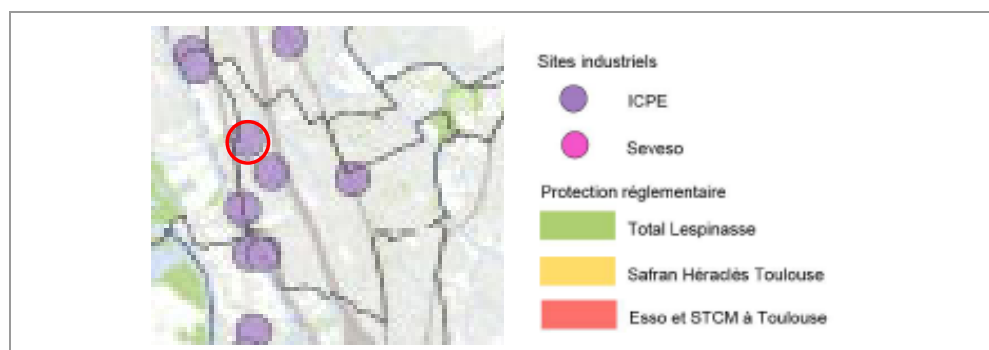 Sites industriels
ICPE
Seveso
Protection réglementaire
Total Lespinasse
Safran Héraclès Toulouse
Esso et STCM à Toulouse